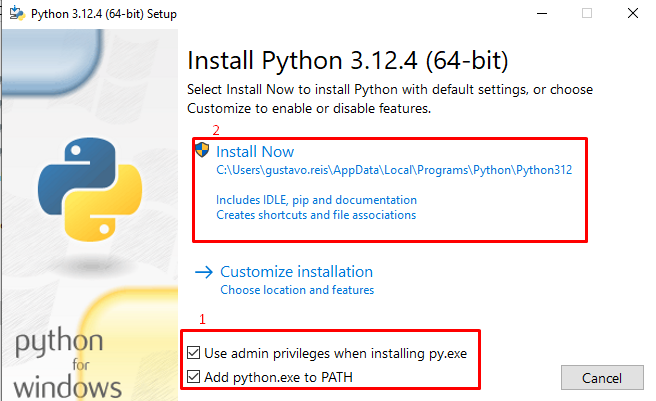 Python 3.12.4 (64-bit) Setup
Install Python 3.12.4 (64-bit)
Select Install Now to install Python with default settings, or choose
Customize to enable or disable features.
2
Install Now
C:\Users\gustavo.reis\AppData\Local\Programs\Python\Python312
Includes IDLE, pip and documentation
Creates shortcuts and file associations
Customize installation
Choose location and features
1
Use admin privileges when installing py.exe
Add python.exe to PATH
python
for
windows
Cancel